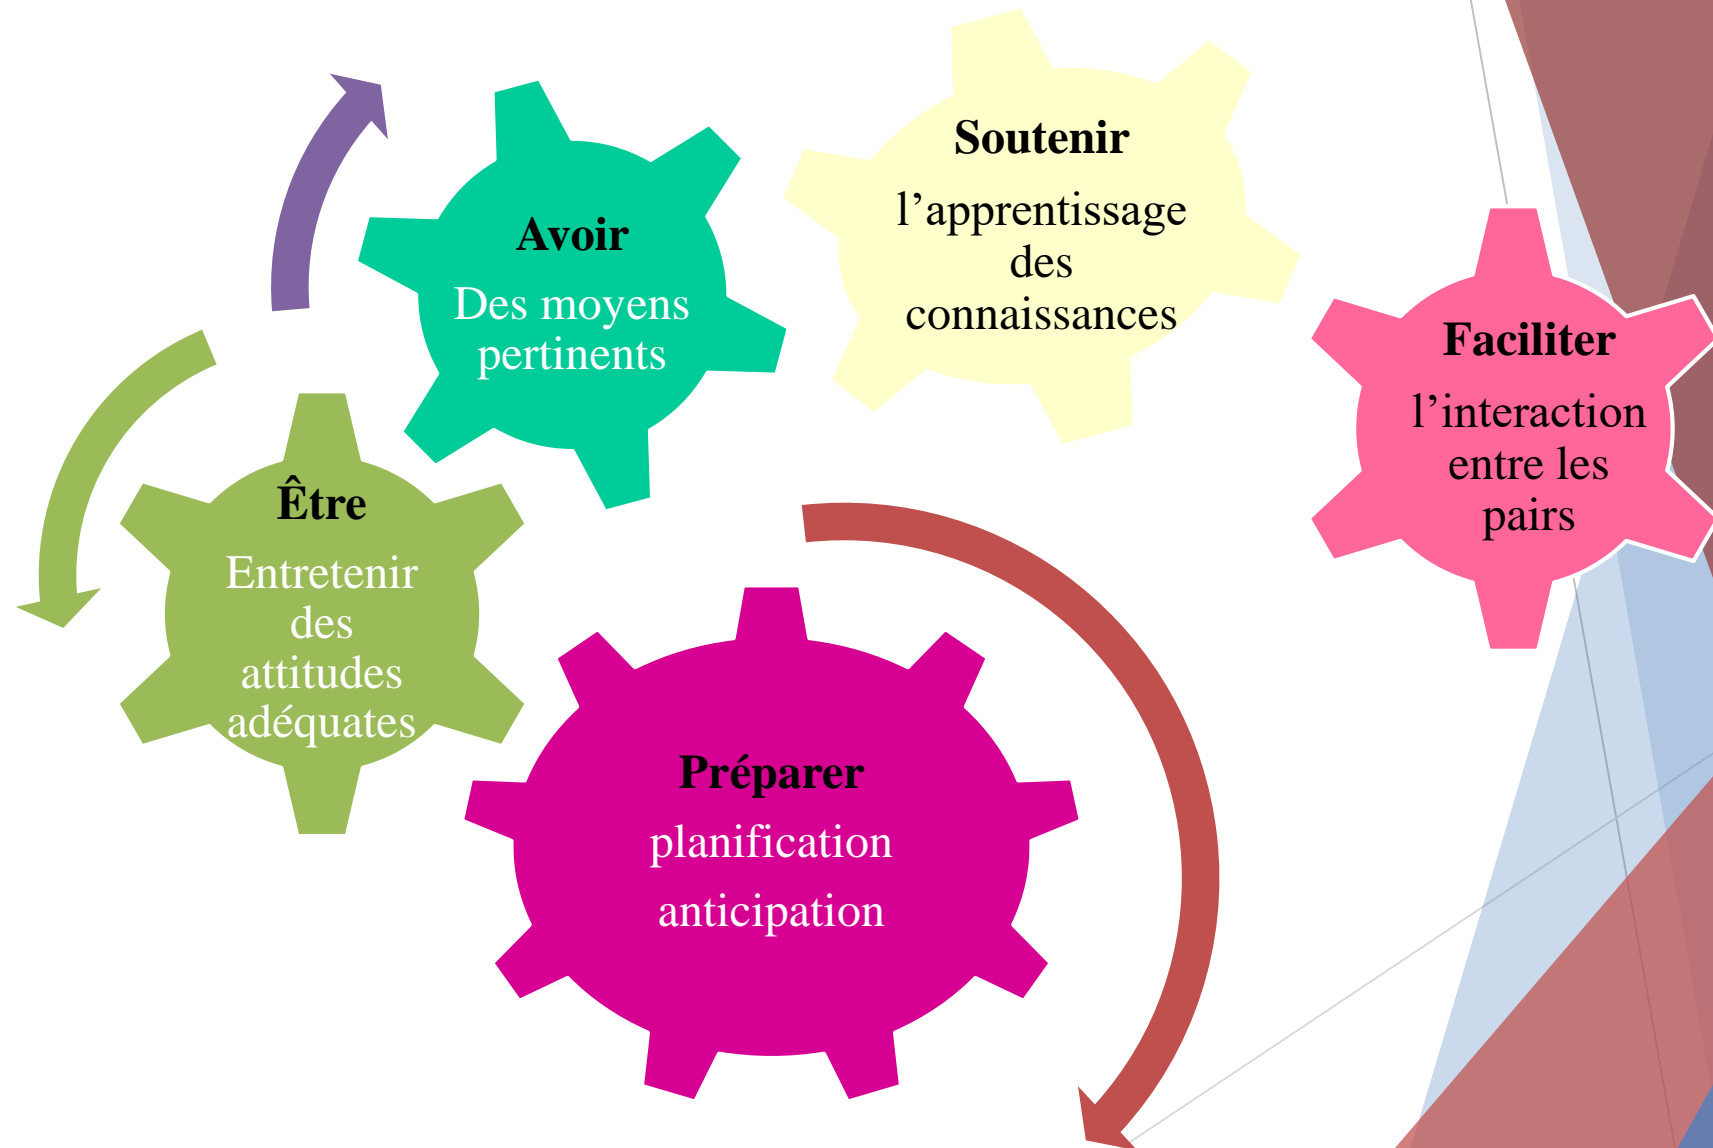 Soutenir
l’apprentissage
des
connaissances
Avoir
Des moyens
pertinents
Faciliter
l’interaction
entre les
pairs
Être
Entretenir
des
attitudes
adéquates
Préparer
planification
anticipation